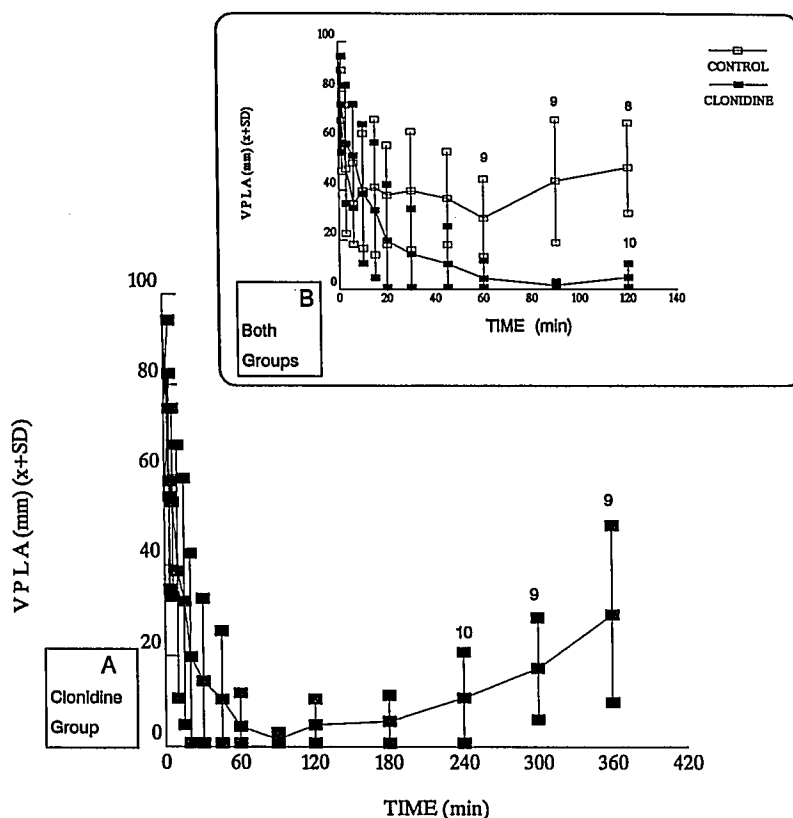 100
80
60
40
20
0
VPLA (mm) (x+SD)
CONTROL
CLONIDINE
9
9
8
10
0
20
40
60
80
100
120
140
TIME (min)
B
Both
Groups
100
80
60
40
20
0
VPLA (mm) (x+SD)
A
Clonidine
Group
10
9
9
0
60
120
180
240
300
360
420
TIME (min)